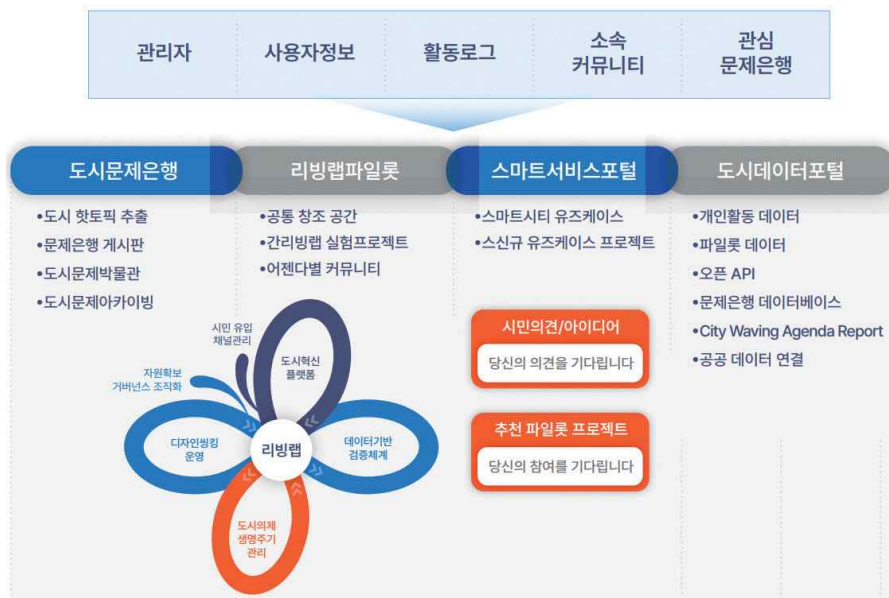 관리자
사용자정보
활동로그
소속
커뮤니티
관심
문제은행
도시문제은행
•도시 핫토픽 추출
•문제은행 게시판
•도시문제박물관
•도시문제아카이빙
리빙랩파일롯
•공통 창조 공간
•간리빙랩 실험프로젝트
•어젠다별 커뮤니티
스마트서비스포털
•스마트시티 유즈케이스
•스신규 유즈케이스 프로젝트
도시데이터포털
•개인활동 데이터
•파일롯 데이터
•오픈 API
•문제은행 데이터베이스
•City Waving Agenda Report
•공공 데이터 연결
시민 유입
채널관리
자원확보
거버넌스 조직화
도시혁신
플랫폼
디자인씽킹
운영
리빙랩
데이터기반
검증체계
도시의제
생명주기
관리
시민의견/아이디어
당신의 의견을 기다립니다
추천 파일롯 프로젝트
당신의 참여를 기다립니다